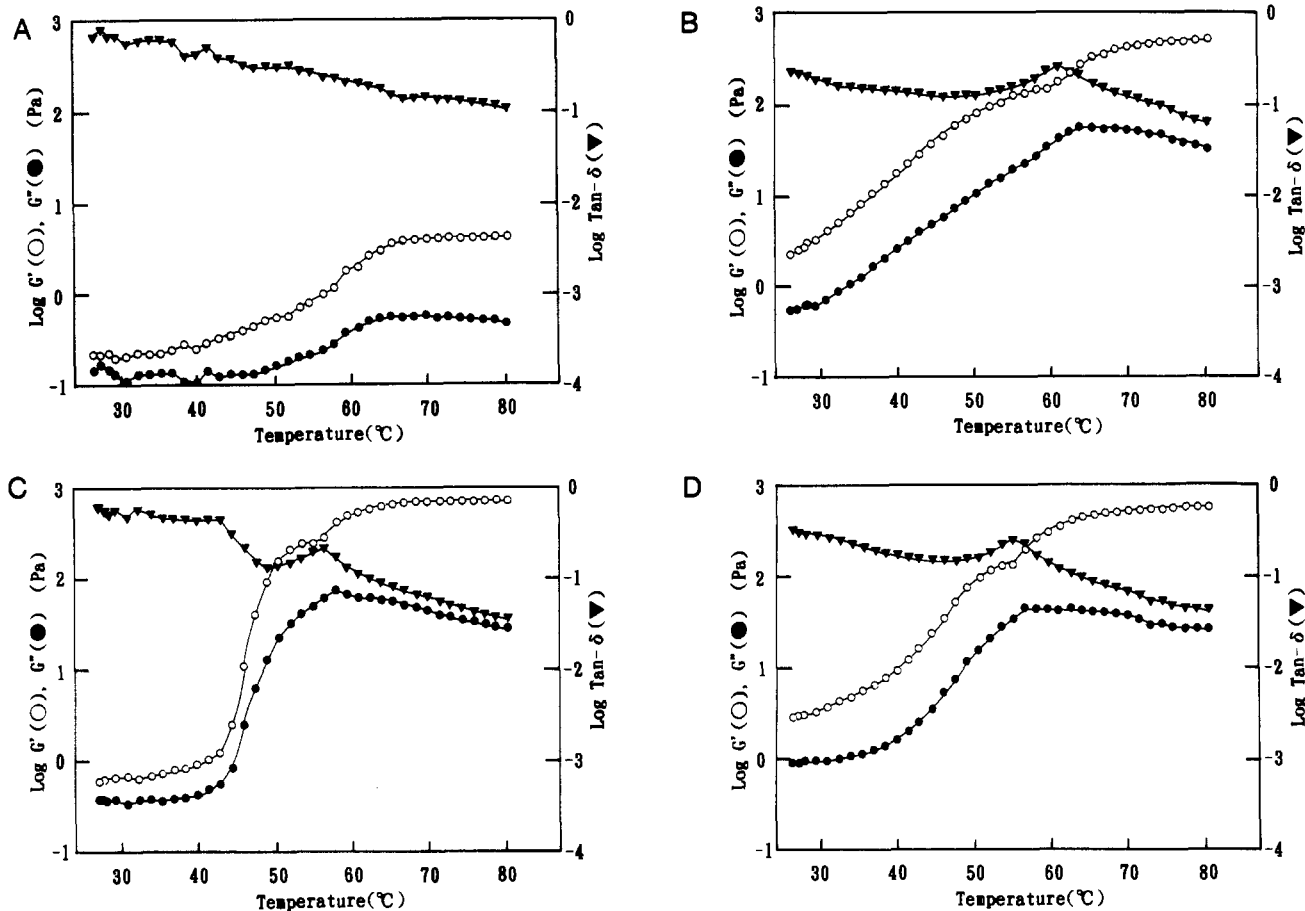 A
3
2
1
0
-1
-0
-1
-2
-3
-4
30 40 50 60 70 80
Temperature(℃)
Log G'(○), G"(●) (Pa)
Log Tan-δ(▼)
B
3
2
1
0
-1
-0
-1
-2
-3
-4
30 40 50 60 70 80
Temperature(℃)
Log G'(○), G"(●) (Pa)
Log Tan-δ(▼)
C
3
2
1
0
-1
-0
-1
-2
-3
-4
30 40 50 60 70 80
Temperature(℃)
Log G'(○), G"(●) (Pa)
Log Tan-δ(▼)
D
3
2
1
0
-1
-0
-1
-2
-3
-4
30 40 50 60 70 80
Temperature(℃)
Log G'(○), G"(●) (Pa)
Log Tan-δ(▼)